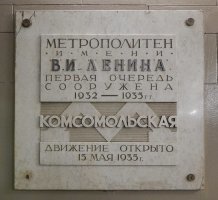 МЕТРОПОЛИТЕН
ИМЕНИ
В.И. ЛЕНИНА
ПЕРВАЯ ОЧЕРЕДЬ
СООРУЖЕНА
1932 — 1935 гг
КОМСОМОЛЬСКАЯ
ДВИЖЕНИЕ ОТКРЫТО
15 МАЯ 1935 г.